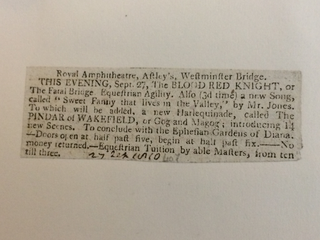 Royal Amphitheatre, Aſtley's, Weſtminſter Bridge.
THIS EVENING, Sept. 27, The BLOOD RED KNIGHT, or
The Fatal Bridge Equeſtrian Agility. Alſo (3d time) a new Song,
called "Sweet Fanny that lives in the Valley," by Mr. Jones.
To which will be added, a new Harlequinade, called The
PINDAR of WAKEFIELD, or Gog and Magog; introducing 14
new Scenes. To conclude with the Epheſian Gardens of Diana.
—Doors open at half paſt five, begin at half paſt ſix.——No
money returned.—Equeſtrian Tuition by able Maſters, from ten
till three.
27